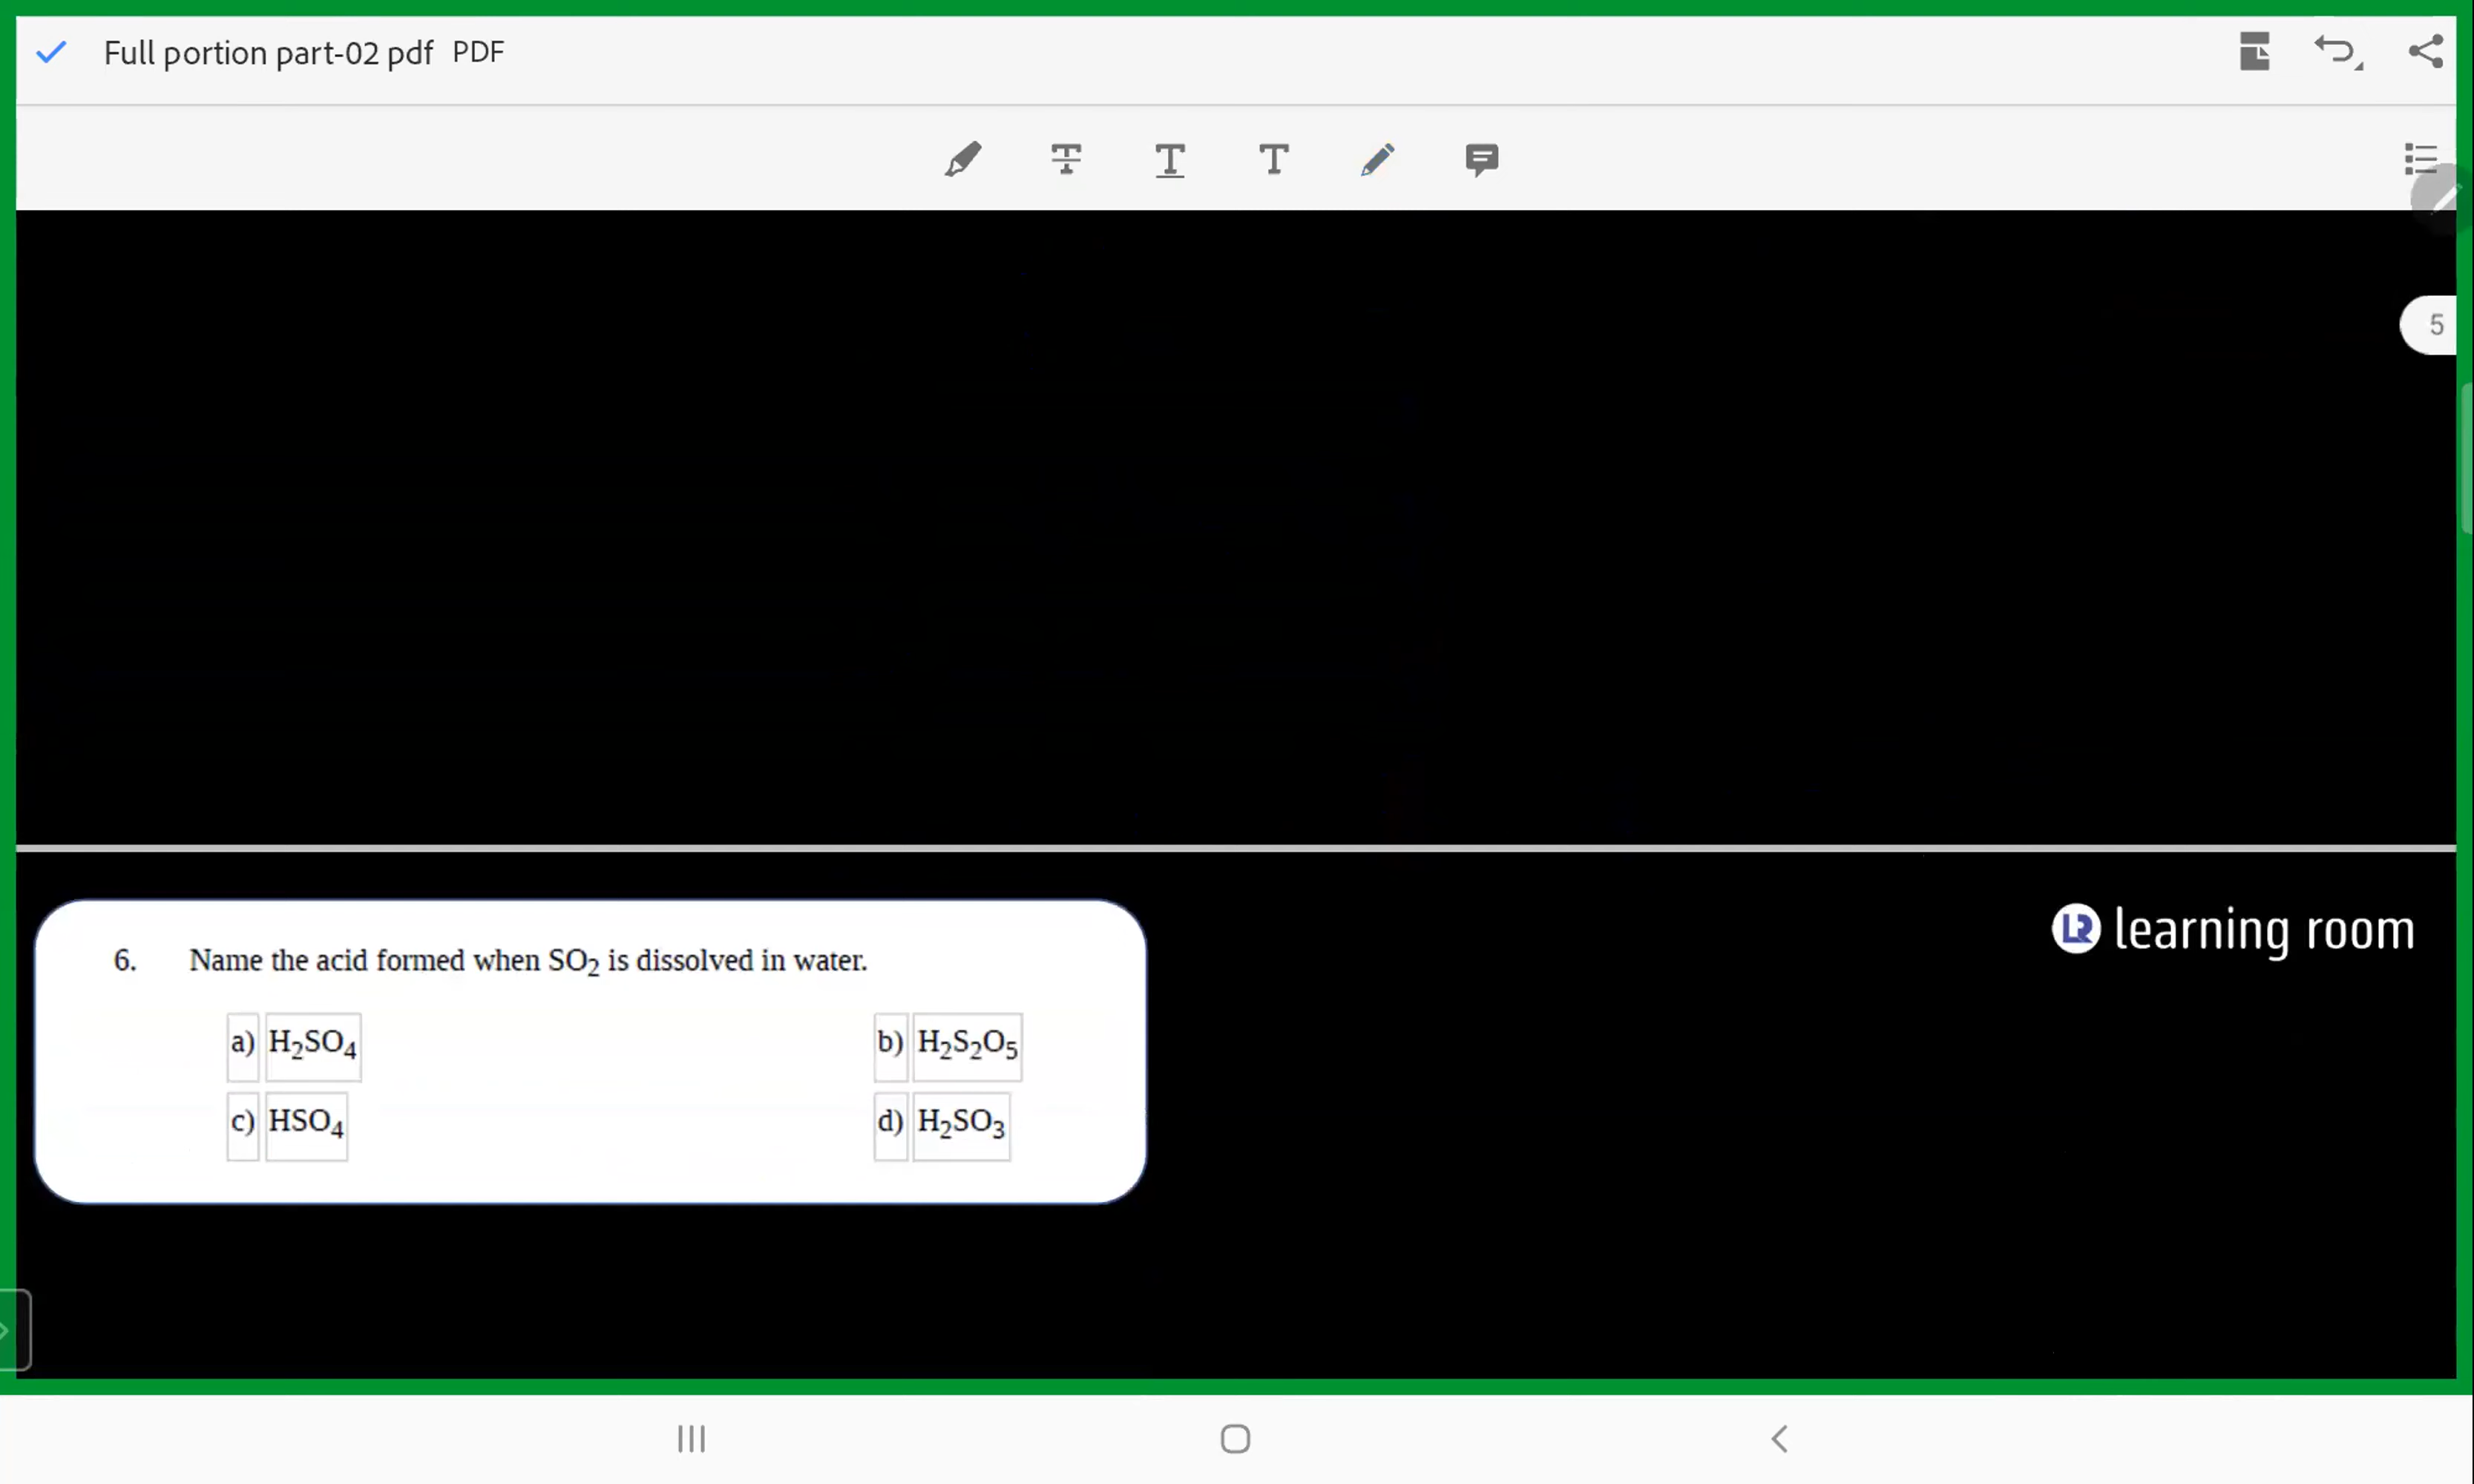 Full portion part-02 pdf PDF
5
learning room
6. Name the acid formed when SO₂ is dissolved in water.
a) H₂SO₄ b) H₂S₂O₅
c) HSO₄ d) H₂SO₃